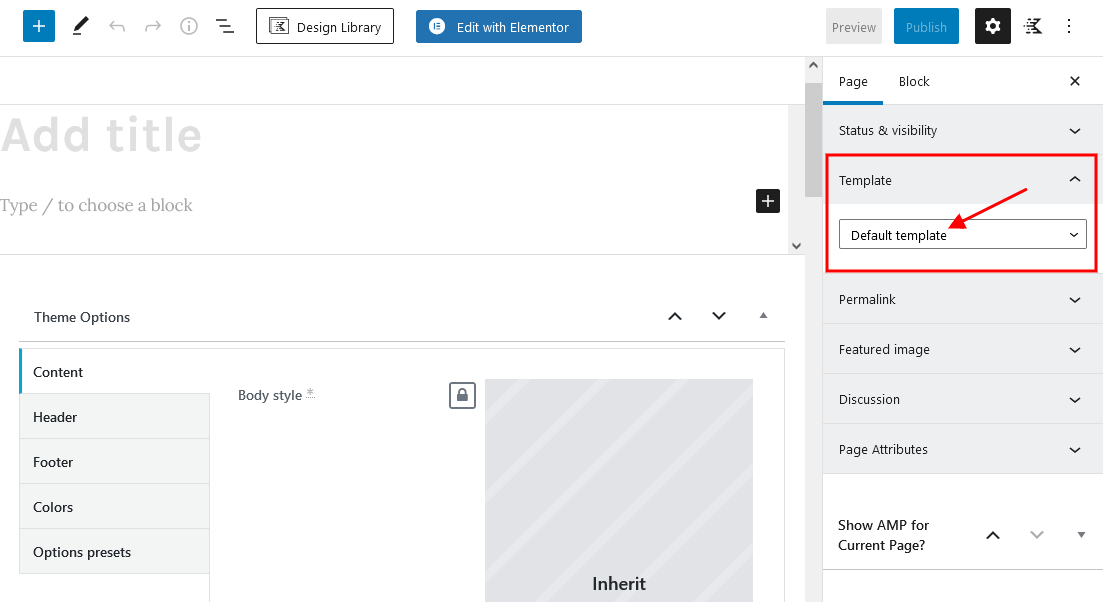 Design Library
Edit with Elementor
Preview
Publish
Page
Block
Add title
Type / to choose a block
Status & visibility
Template
Default template
Permalink
Featured image
Discussion
Page Attributes
Show AMP for
Current Page?
Theme Options
Content
Header
Footer
Colors
Options presets
Body style *
Inherit